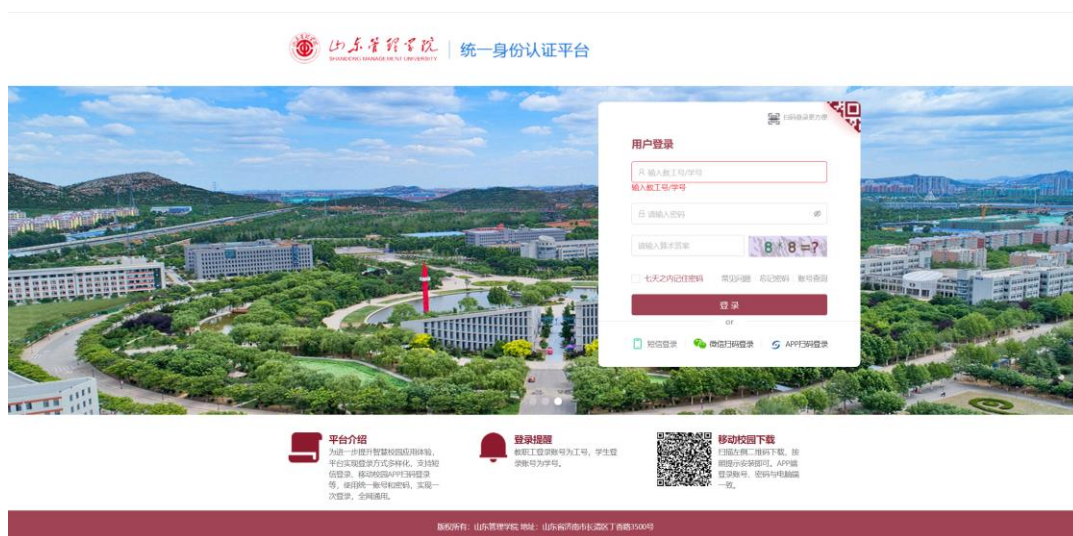 山东管理学院
SHANDONG MANAGEMENT UNIVERSITY
统一身份认证平台
扫码登录更方便
用户登录
输入教工号/学号
输入教工号/学号
请输入密码
请输入算术答案
8 * 8 =?
七天之内记住密码 常见问题 忘记密码 账号查询
登录
or
短信登录 微信扫码登录 APP扫码登录
平台介绍
为进一步提升智慧校园应用体验,
平台实现登录方式多样化，支持短
信登录、移动校园APP扫码登录
等，使用统一账号和密码，实现一
次登录，全网通用。
登录提醒
教职工登录账号为工号，学生登
录账号为学号。
移动校园下载
扫描左侧二维码下载，按
照提示安装即可。APP端
登录账号、密码与电脑端
一致。
版权所有：山东管理学院 地址：山东省济南市长清区丁香路3500号